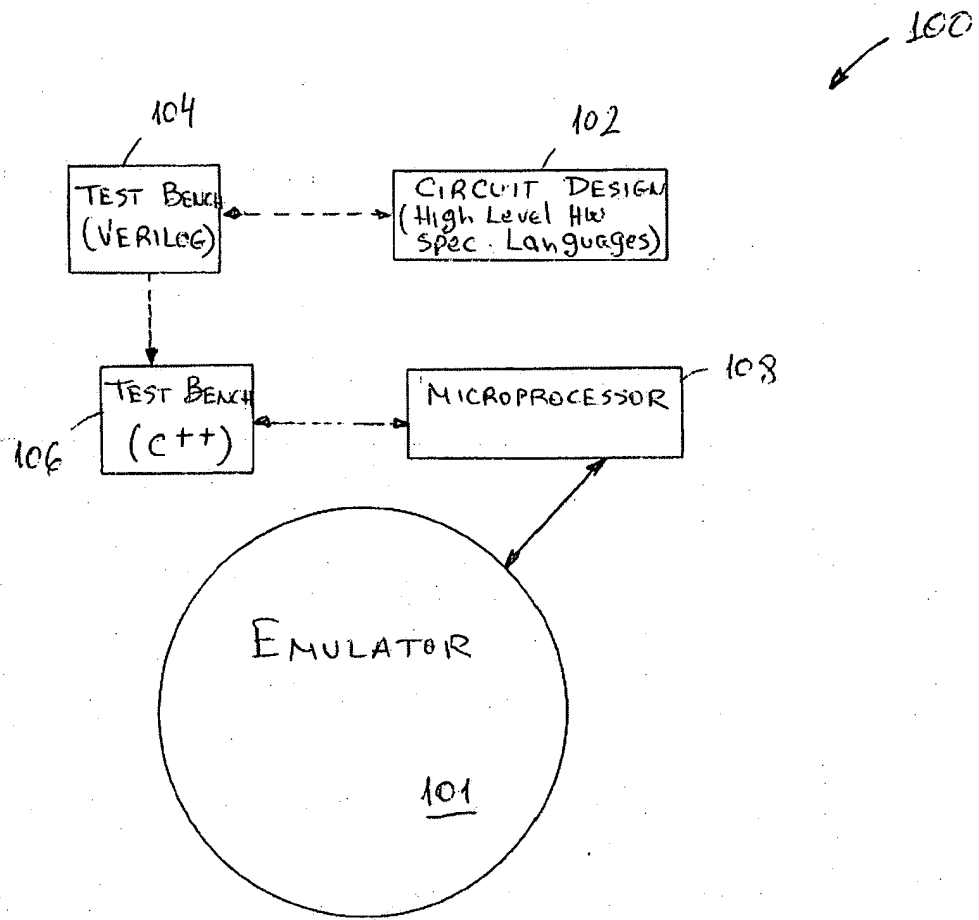 100
104
102
TEST BENCH
(VERILOG)
CIRCUIT DESIGN
(High Level HW
Spec. Languages)
108
TEST BENCH
(C++)
MICROPROCESSOR
106
EMULATOR
101